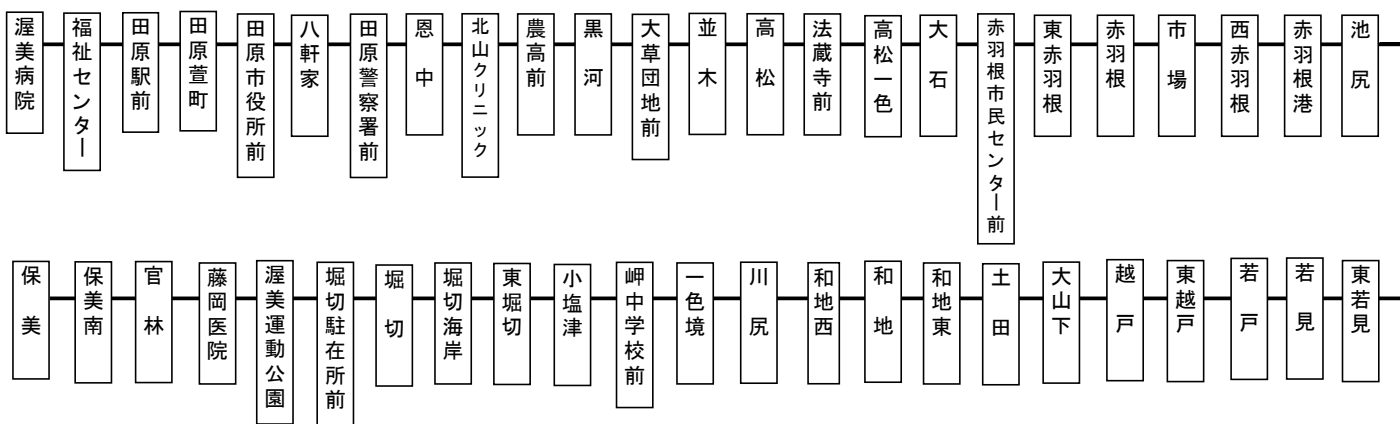 渥美病院
福祉センター
田原駅前
田原萱町
田原市役所前
八軒家
田原警察署前
恩中
北山クリニック
農高前
黒河
大草団地前
並木
高松
法蔵寺前
高松一色
大石
赤羽根市民センター前
東赤羽根
赤羽根
市場
西赤羽根
赤羽根港
池尻
保美
保美南
官林
藤岡医院
渥美運動公園
堀切駐在所前
堀切
堀切海岸
東堀切
小塩津
岬中学校前
一色境
川尻
和地西
和地
和地東
土田
大山下
越戸
東越戸
若戸
若見
東若見